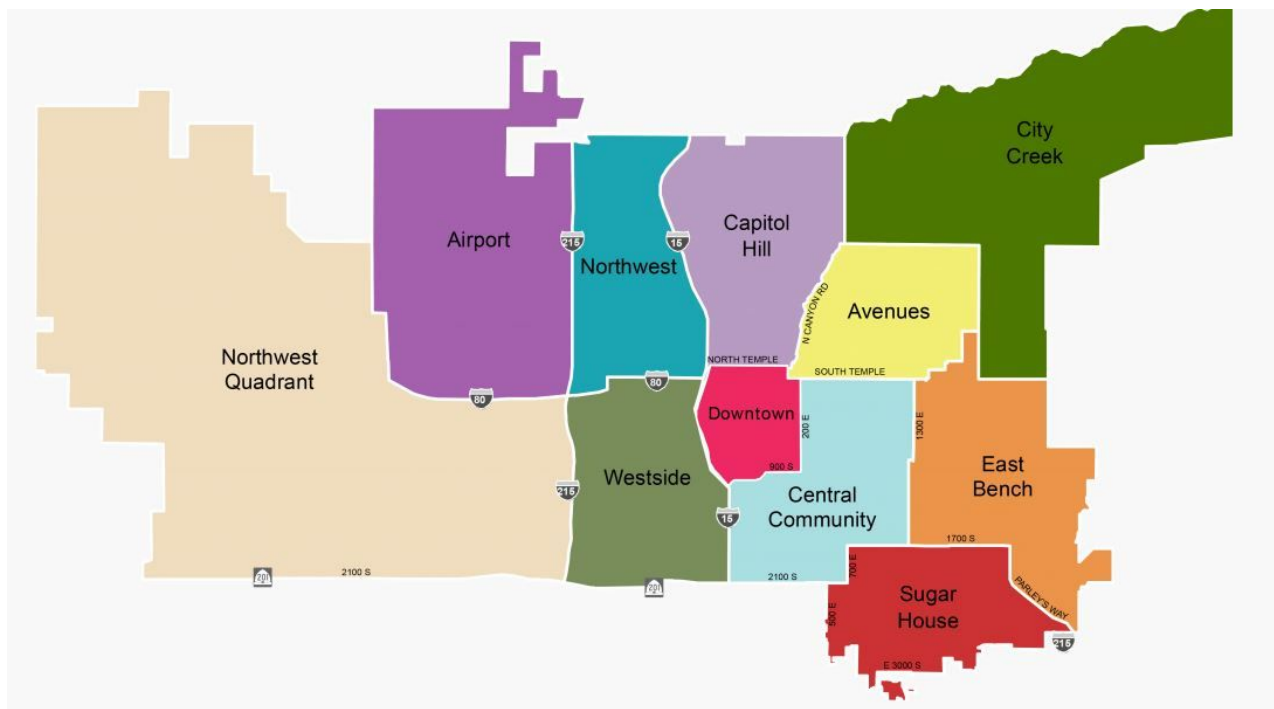 City
Creek
Airport
215
15
Capitol
Hill
Northwest
N CANYON RD
Avenues
Northwest
Quadrant
NORTH TEMPLE
SOUTH TEMPLE
80
80
Downtown
200 E
1300 E
900 S
East
Bench
Westside
215
Central
Community
15
1700 S
2100 S
201
201
2100 S
700 E
PARLEY'S WAY
Sugar
House
500 E
215
E 3000 S